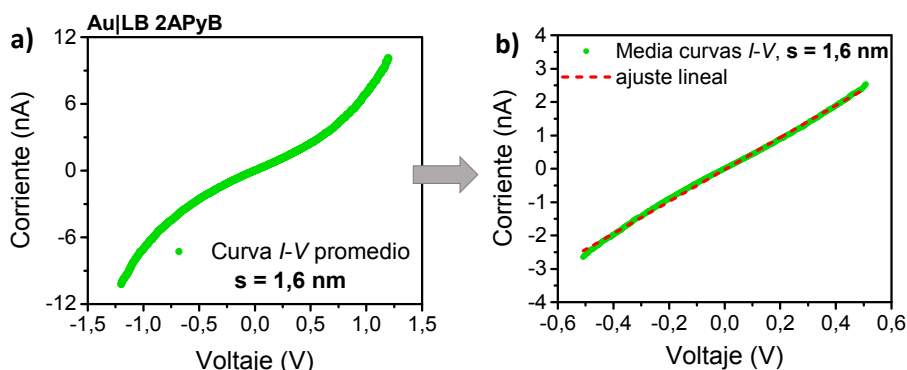 Au|LB 2APyB
a)
12
6
0
-6
-12
Corriente (nA)
Curva I-V promedio
s = 1,6 nm
-1,5 -1,0 -0,5 0,0 0,5 1,0 1,5
Voltaje (V)
b)
Media curvas I-V, s = 1,6 nm
ajuste lineal
4
3
2
1
0
-1
-2
-3
-4
Corriente (nA)
-0,6 -0,4 -0,2 0,0 0,2 0,4 0,6
Voltaje (V)